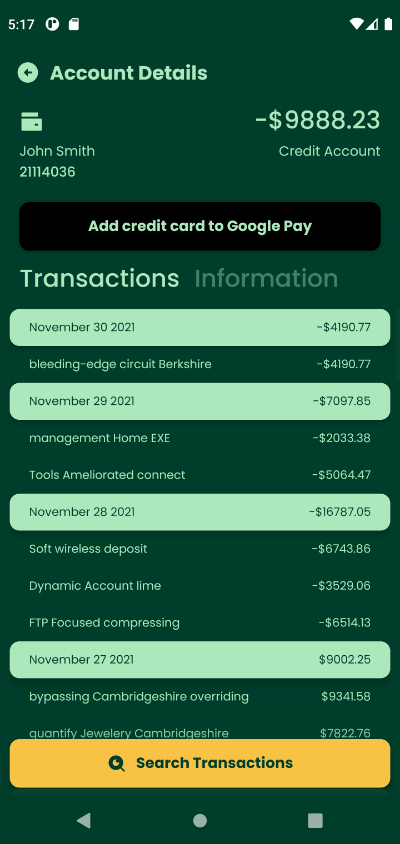 5:17
Account Details
-$9888.23
John Smith
Credit Account
21114036
Add credit card to Google Pay
Transactions Information
November 30 2021 -$4190.77
bleeding-edge circuit Berkshire -$4190.77
November 29 2021 -$7097.85
management Home EXE -$2033.38
Tools Ameliorated connect -$5064.47
November 28 2021 -$16787.05
Soft wireless deposit -$6743.86
Dynamic Account lime -$3529.06
FTP Focused compressing -$6514.13
November 27 2021 $9002.25
bypassing Cambridgeshire overriding $9341.58
quantify Jewelery Cambridgeshire $7822.76
Search Transactions